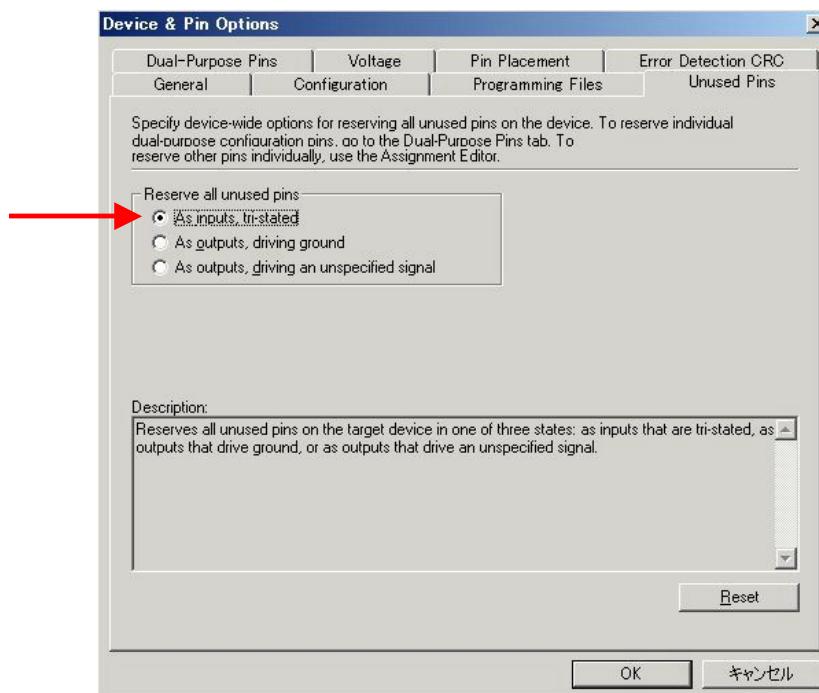 Device & Pin Options
Dual-Purpose Pins Voltage Pin Placement Error Detection CRC
General Configuration Programming Files Unused Pins
Specify device-wide options for reserving all unused pins on the device. To reserve individual
dual-purpose configuration pins, go to the Dual-Purpose Pins tab. To
reserve other pins individually, use the Assignment Editor.
Reserve all unused pins
As inputs, tri-stated
As outputs, driving ground
As outputs, driving an unspecified signal
Description:
Reserves all unused pins on the target device in one of three states: as inputs that are tri-stated, as
outputs that drive ground, or as outputs that drive an unspecified signal.
Reset
OK キャンセル